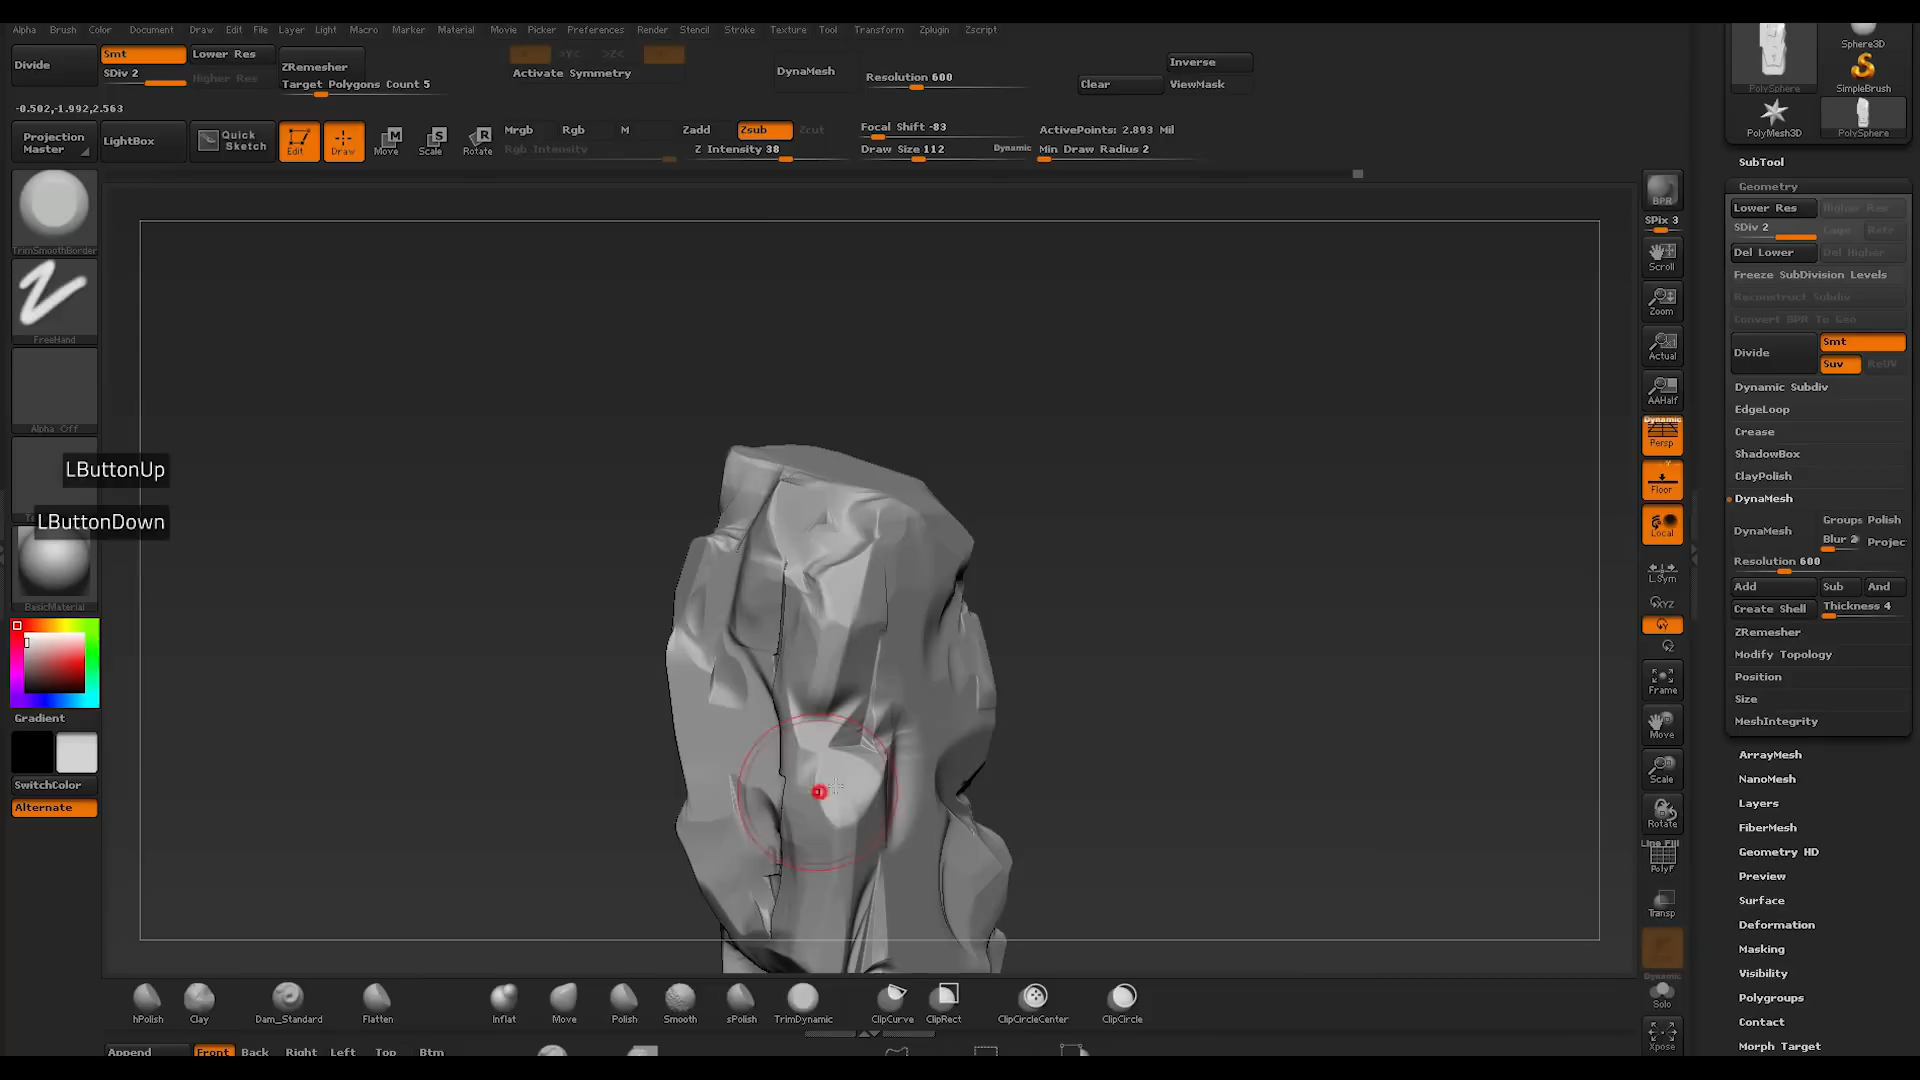 Alpha Brush Color Document Draw Edit File Layer Light Macro Marker Material Movie Picker Preferences Render Stencil Stroke Texture Tool Transform Zplugin Zscript
Divide
Smt
SDiv 2
Lower Res
Higher Res
ZRemesher
Target Polygons Count 5
>Y< >Z<
Activate Symmetry
DynaMesh
Resolution 600
Clear
Inverse
ViewMask
-0.502,-1.992,2.563
Projection Master
LightBox
Quick Sketch
Edit
Draw
Move
Scale
Rotate
Mrgb Rgb M
Rgb Intensity
Zadd Zsub Zcut
Z Intensity 38
Focal Shift -83
Draw Size 112
Dynamic
ActivePoints: 2.893 Mil
Min Draw Radius 2
TrimSmoothBorder
FreeHand
Alpha Off
LButtonUp
LButtonDown
BasicMaterial
Gradient
SwitchColor
Alternate
BPR
SPix 3
Scroll
Zoom
Actual
AAHalf
Dynamic
Persp
Floor
Local
L.Sym
XYZ
Y
Z
Frame
Move
Scale
Rotate
Line Fill
PolyF
Transp
Dynamic
Solo
Xpose
PolySphere
Sphere3D
SimpleBrush
PolyMesh3D
PolySphere
SubTool
Geometry
Lower Res Higher Res
SDiv 2 Cage Rstr
Del Lower Del Higher
Freeze SubDivision Levels
Reconstruct Subdiv
Convert BPR To Geo
Divide
Smt
Suv ReUV
Dynamic Subdiv
EdgeLoop
Crease
ShadowBox
ClayPolish
DynaMesh
DynaMesh
Groups Polish
Blur 2 Projec
Resolution 600
Add Sub And
Create Shell Thickness 4
ZRemesher
Modify Topology
Position
Size
MeshIntegrity
ArrayMesh
NanoMesh
Layers
FiberMesh
Geometry HD
Preview
Surface
Deformation
Masking
Visibility
Polygroups
Contact
Morph Target
hPolish Clay Dam_Standard Flatten Inflat Move Polish Smooth sPolish TrimDynamic ClipCurve ClipRect ClipCircleCenter ClipCircle
Append Front Back Right Left Top Btm